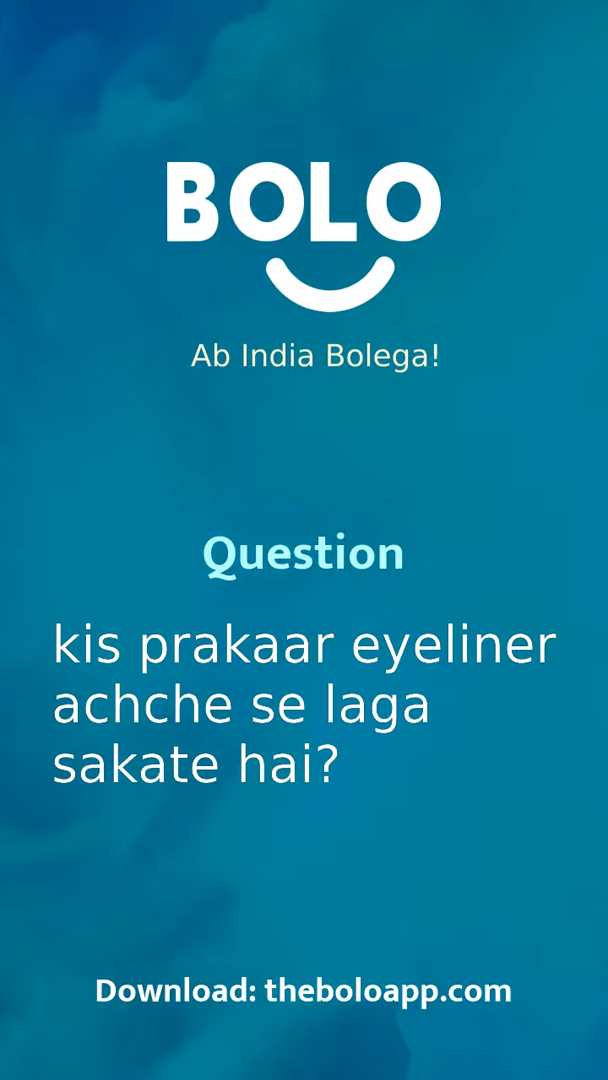 BOLO
Ab India Bolega!
Question
kis prakaar eyeliner
achche se laga
sakate hai?
Download: theboloapp.com